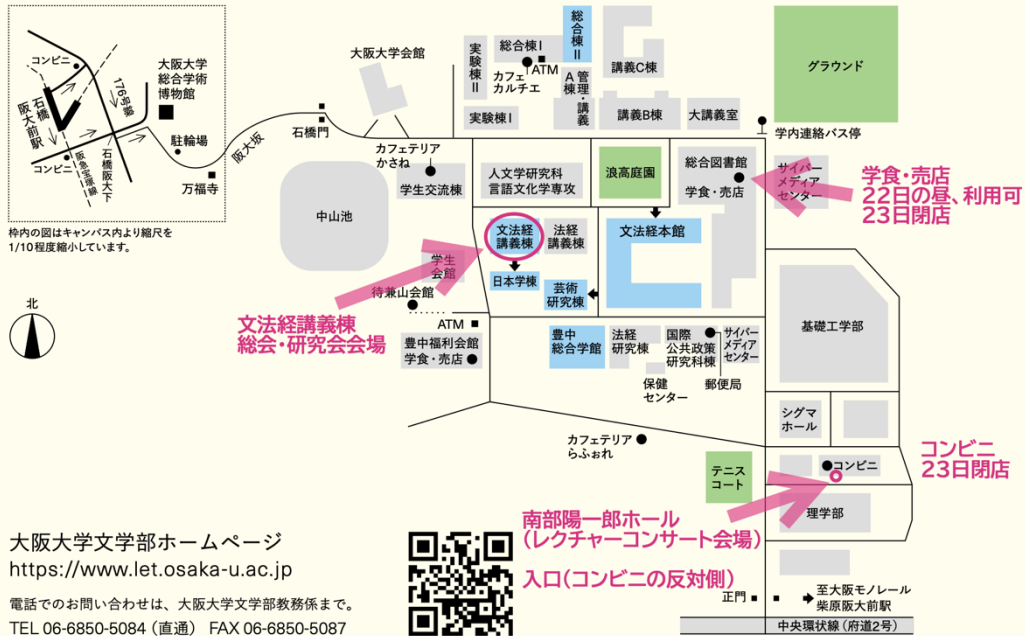 コンビニ
176号線
石橋
阪大前駅
コンビニ
阪急宝塚線
石橋阪大下
大阪大学
総合学術
博物館
駐輪場
万福寺
枠内の図はキャンパス内より縮尺を
1/10程度縮小しています。
北
阪大坂
石橋門
大阪大学会館
実験棟Ⅱ
総合棟Ⅰ
ATM
カフェ
カルチエ
実験棟Ⅰ
総合棟Ⅱ
管理・講義
A棟
講義C棟
講義B棟
大講義室
グラウンド
学内連絡バス停
中山池
カフェテリア
かさね
学生交流棟
人文学研究科
言語文化学専攻
浪高庭園
総合図書館
学食・売店
サイバー
メディア
センター
学食・売店
22日の昼、利用可
23日閉店
文法経
講義棟
法経
講義棟
文法経本館
日本学棟
芸術
研究棟
学生
会館
待兼山会館
文法経講義棟
総会・研究会会場
ATM
豊中福利会館
学食・売店
豊中
総合学館
法経
研究棟
国際
公共政策
研究科棟
サイバー
メディア
センター
保健
センター
郵便局
基礎工学部
シグマ
ホール
カフェテリア
らふぉれ
テニス
コート
コンビニ
コンビニ
23日閉店
理学部
南部陽一郎ホール
（レクチャーコンサート会場）
入口（コンビニの反対側）
正門
至大阪モノレール
柴原阪大前駅
中央環状線（府道2号）
大阪大学文学部ホームページ
https://www.let.osaka-u.ac.jp
電話でのお問い合わせは、大阪大学文学部教務係まで。
TEL 06-6850-5084（直通） FAX 06-6850-5087